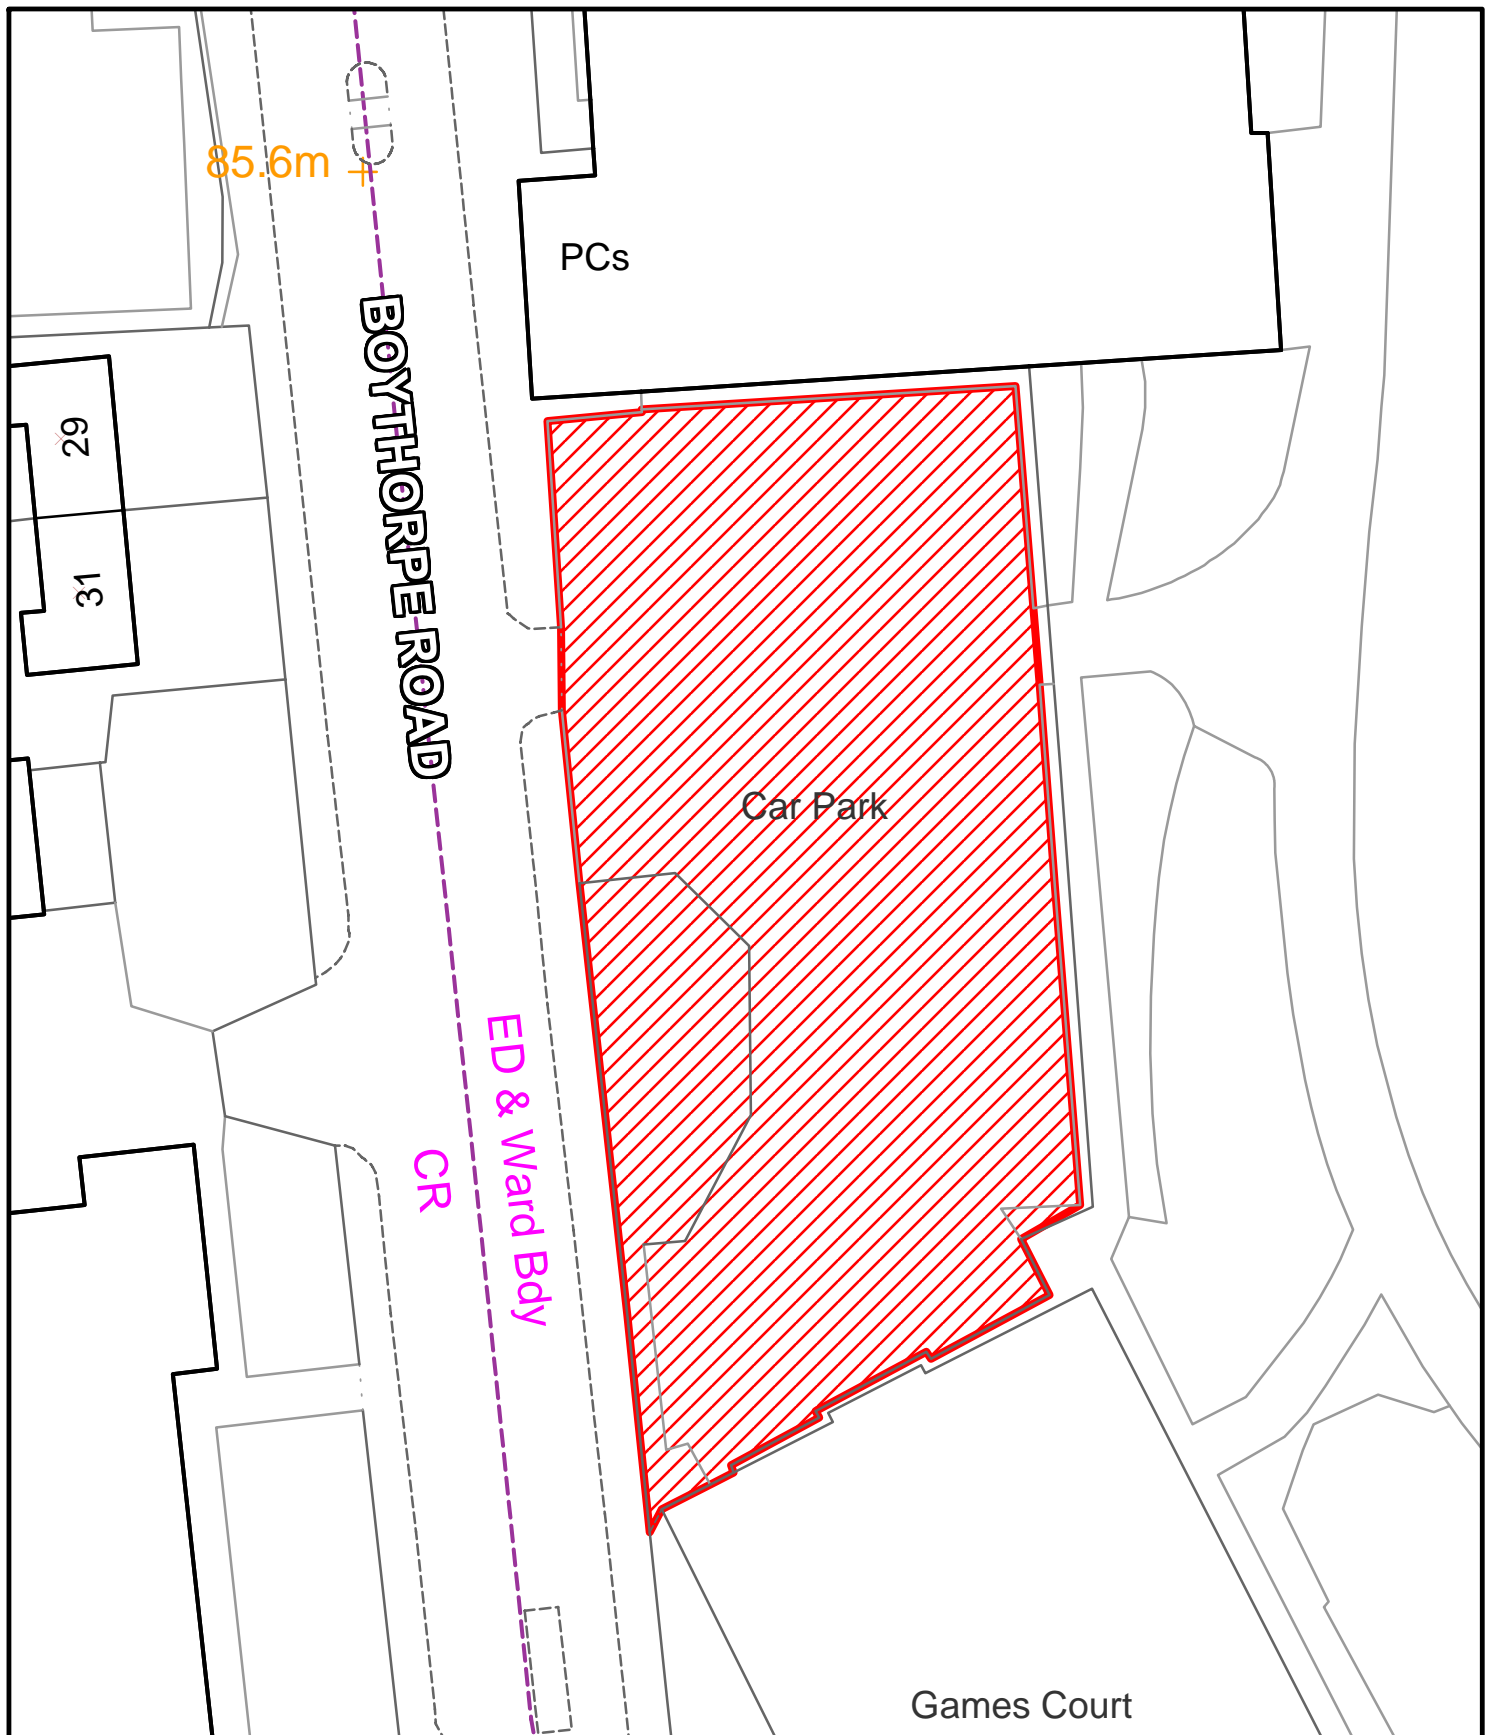 85.6m
PCs
BOYTHORPE ROAD
29
31
Car Park
ED & Ward Bdy
CR
Games Court